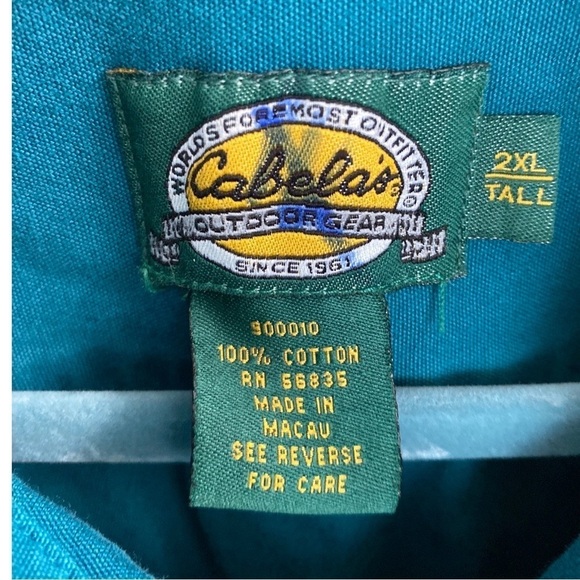 WORLD'S FOREMOST OUTFITTER®
Cabela's®
OUTDOOR GEAR
SINCE 1961
2XL
TALL
900010
100% COTTON
RN 56835
MADE IN
MACAU
SEE REVERSE
FOR CARE